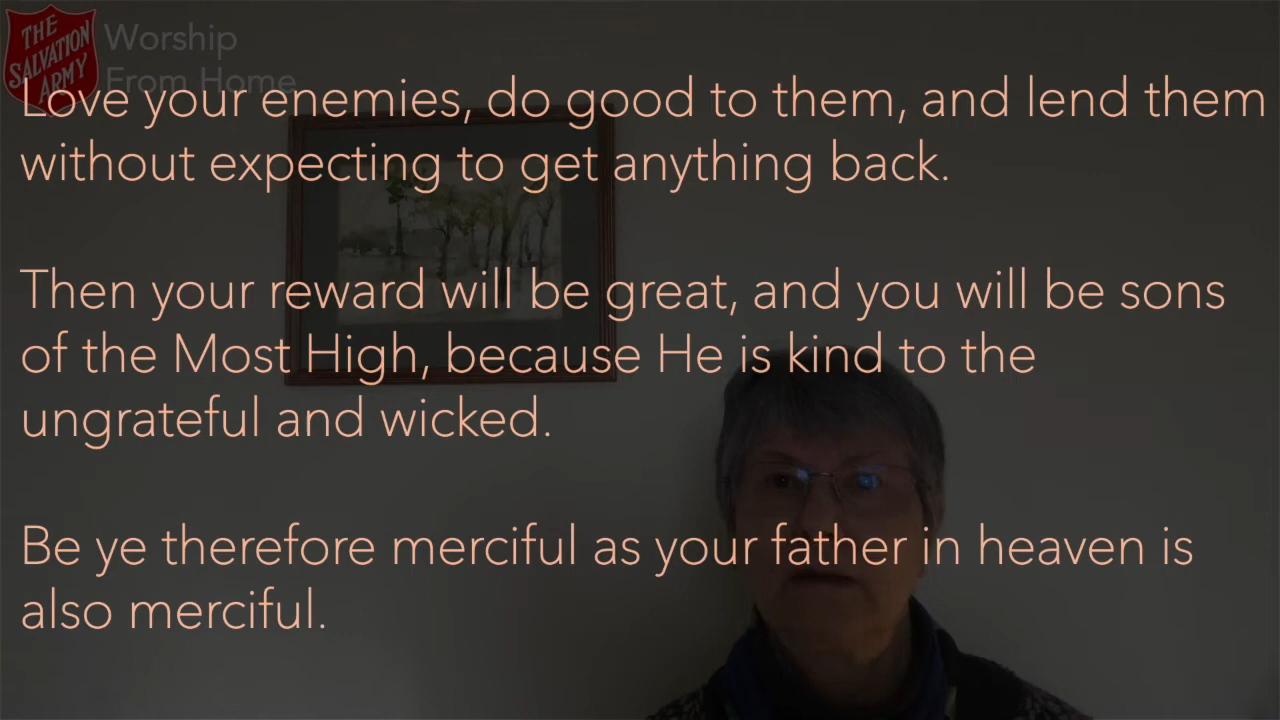 THE
SALVATION
ARMY
Worship
From Home
Love your enemies, do good to them, and lend them
without expecting to get anything back.
Then your reward will be great, and you will be sons
of the Most High, because He is kind to the
ungrateful and wicked.
Be ye therefore merciful as your father in heaven is
also merciful.